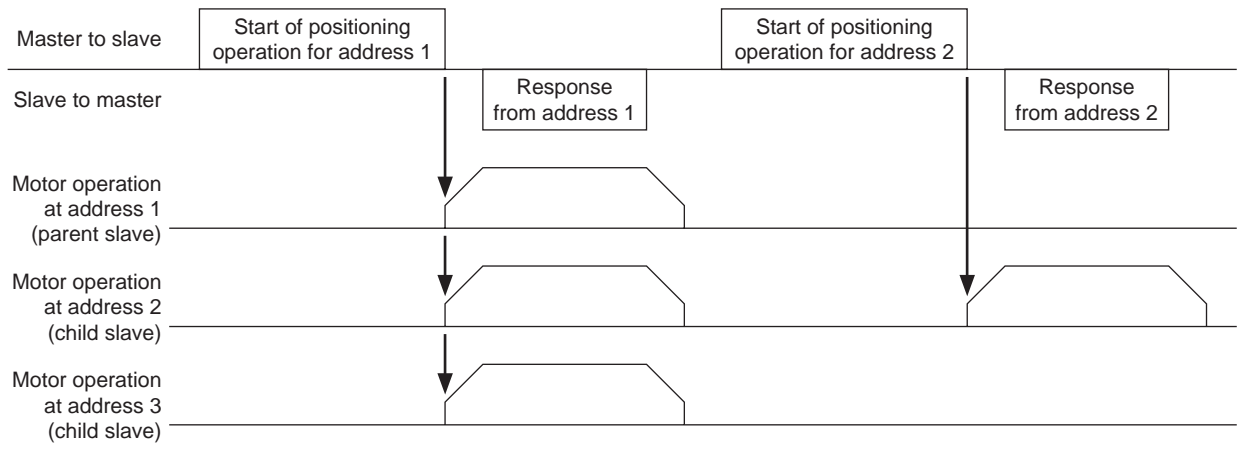 Master to slave
Start of positioning
operation for address 1
Start of positioning
operation for address 2
Slave to master
Response
from address 1
Response
from address 2
Motor operation
at address 1
(parent slave)
Motor operation
at address 2
(child slave)
Motor operation
at address 3
(child slave)